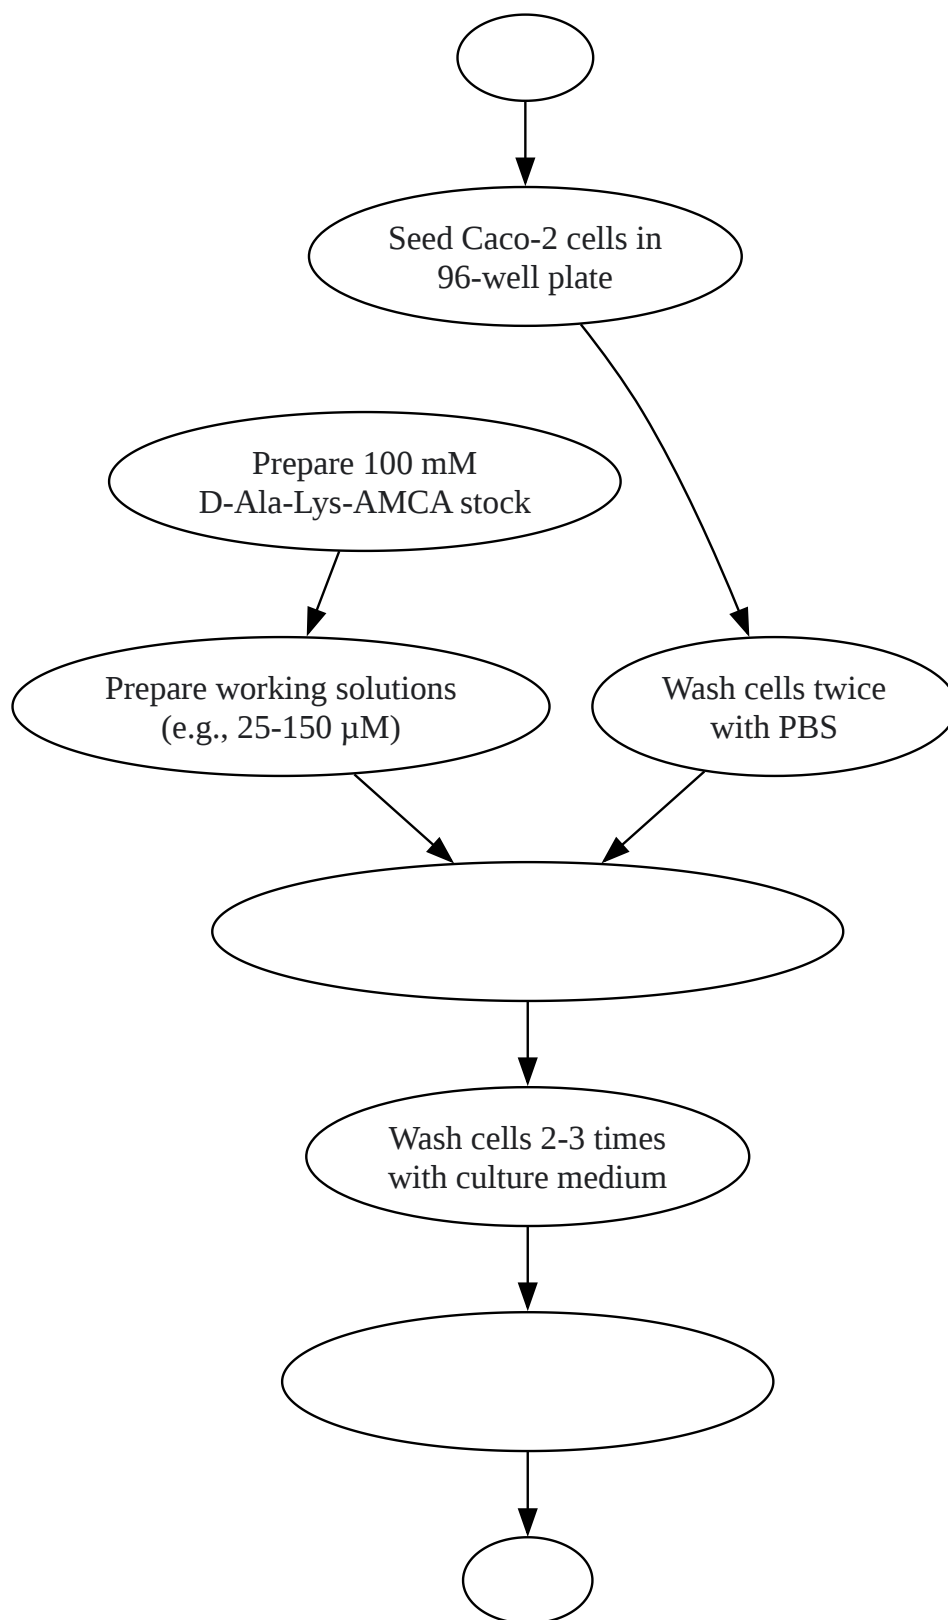 Seed Caco-2 cells in
96-well plate
Prepare 100 mM
D-Ala-Lys-AMCA stock
Prepare working solutions
(e.g., 25-150 µM)
Wash cells twice
with PBS
Wash cells 2-3 times
with culture medium